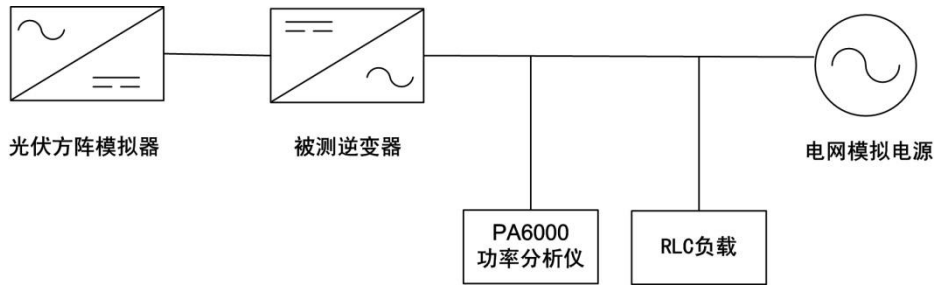 光伏方阵模拟器
被测逆变器
电网模拟电源
PA6000
功率分析仪
RLC负载